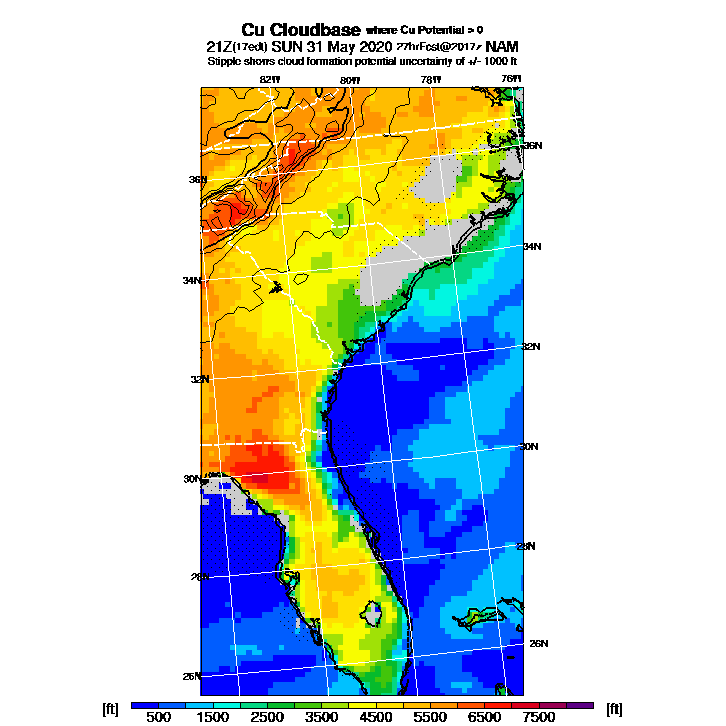 Cu Cloudbase where Cu Potential > 0
21Z(17edt) SUN 31 May 2020 27hrFcst@2017z NAM
Stipple shows cloud formation potential uncertainty of +/- 1000 ft
82W 80W 78W 76W
36N
36N
34N
34N
32N
32N
30N
30N
28N
28N
26N
26N
[ft] [ft]
500 1500 2500 3500 4500 5500 6500 7500